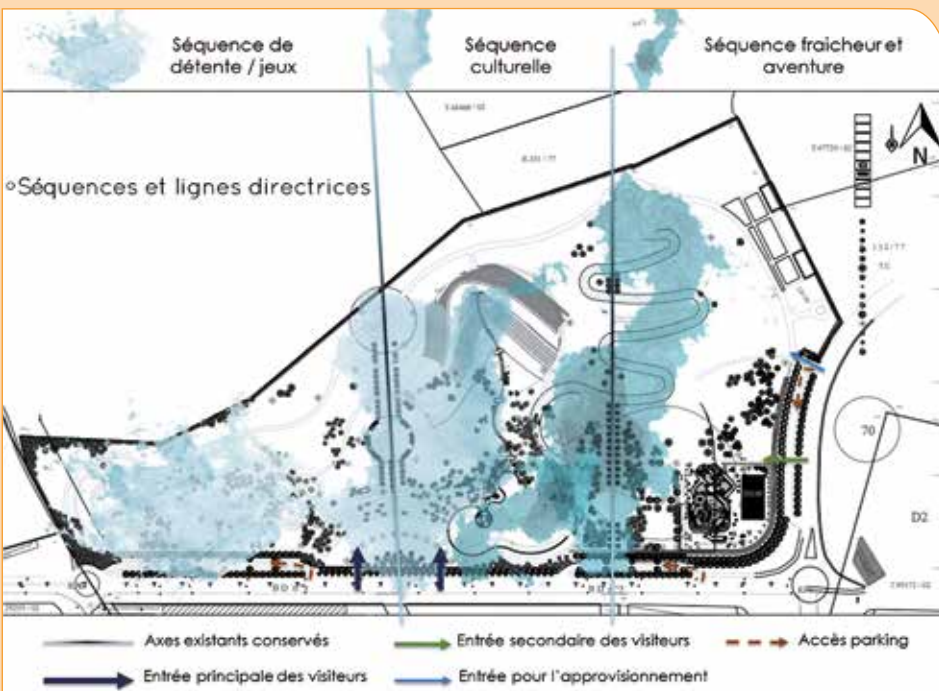 Séquence de
détente / jeux
Séquence
culturelle
Séquence fraîcheur et
aventure
N
Séquences et lignes directrices
70
D2
Axes existants conservés
Entrée secondaire des visiteurs
Accès parking
Entrée principale des visiteurs
Entrée pour l'approvisionnement